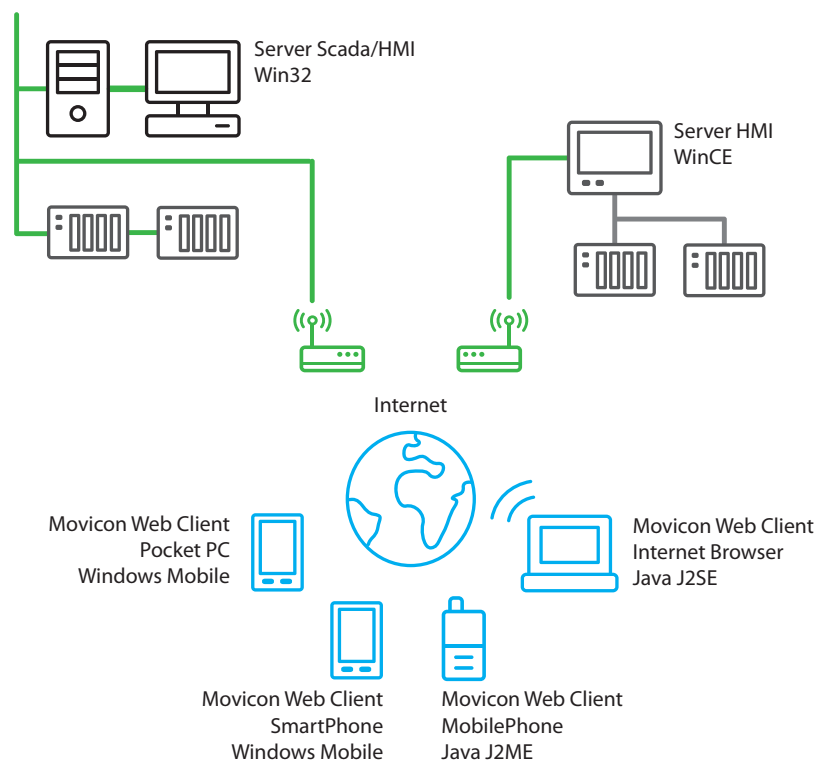 Server Scada/HMI
Win32
Server HMI
WinCE
Internet
Movicon Web Client
Pocket PC
Windows Mobile
Movicon Web Client
Internet Browser
Java J2SE
Movicon Web Client
SmartPhone
Windows Mobile
Movicon Web Client
MobilePhone
Java J2ME